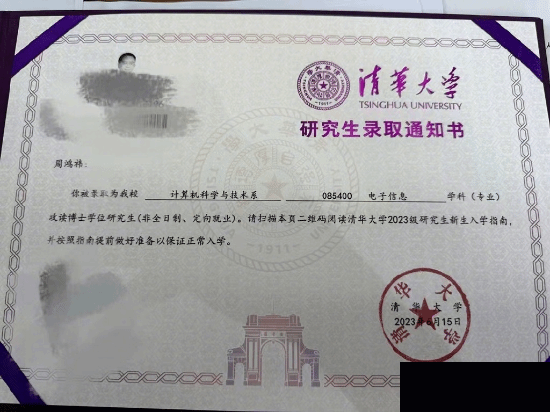 清華大学
TSINGHUA UNIVERSITY
研究生录取通知书
周鸿祎：
你被录取为我校 计算机科学与技术系 085400 电子信息 学科（专业）
攻读博士学位研究生(非全日制、定向就业)。请扫描本页二维码阅读清华大学2023级研究生新生入学指南，
并按照指南提前做好准备以保证正常入学。
清华大学
2023年6月15日
清华大学
1911